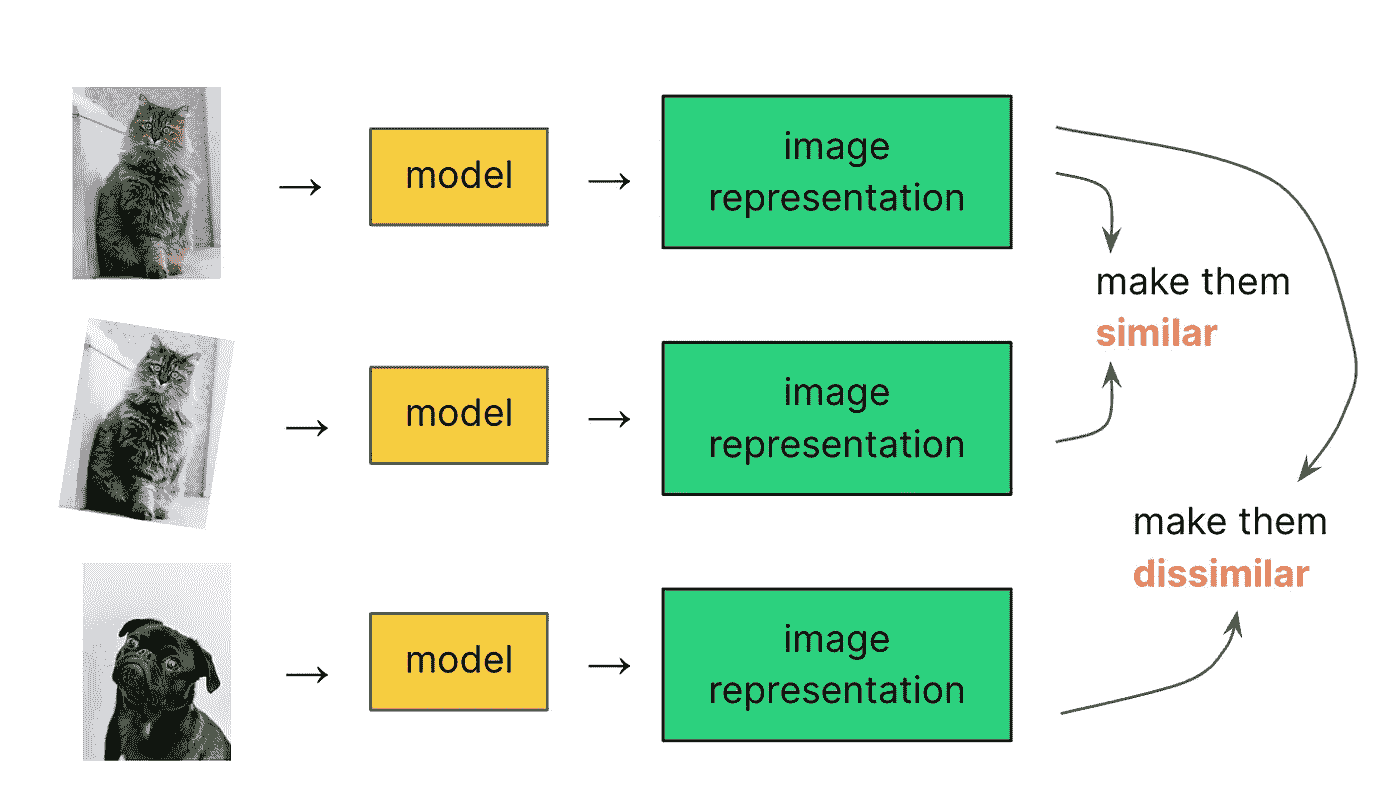 model
image
representation
make them
similar
model
image
representation
make them
dissimilar
model
image
representation